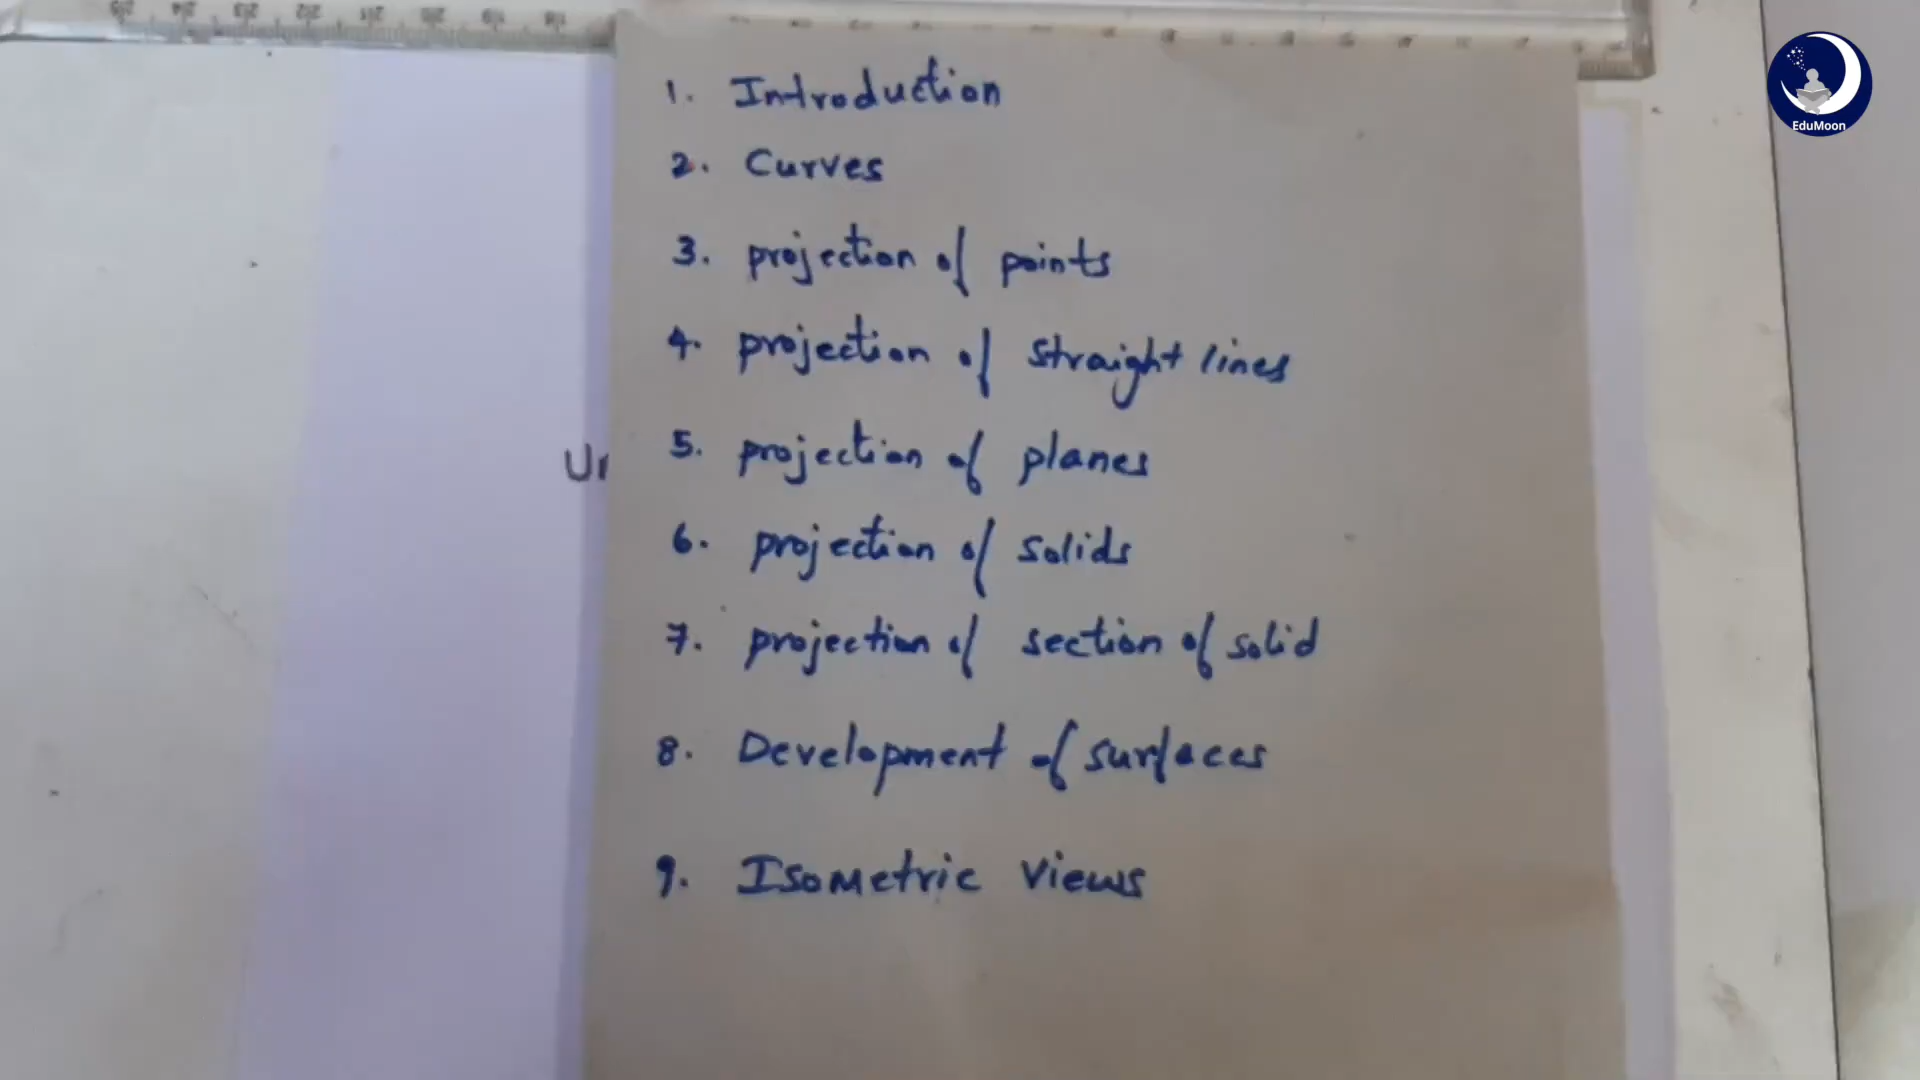 1. Introduction
2. Curves
3. projection of points
4. projection of straight lines
5. projection of planes
6. projection of solids
7. projection of section of solid
8. Development of surfaces
9. Isometric views
EduMoon